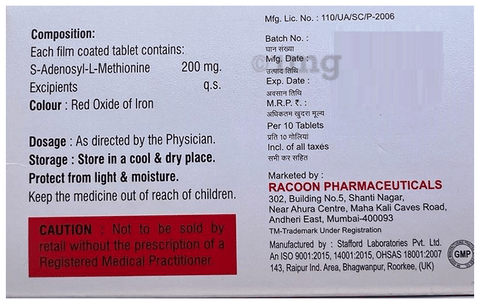 Composition:
Each film coated tablet contains:
S-Adenosyl-L-Methionine 200 mg.
Excipients q.s.
Colour : Red Oxide of Iron
Dosage : As directed by the Physician.
Storage : Store in a cool & dry place.
Protect from light & moisture.
Keep the medicine out of reach of children.
CAUTION : Not to be sold by
retail without the prescription of a
Registered Medical Practitioner.
Mfg. Lic. No. : 110/UA/SC/P-2006
Batch No. :
घान संख्या
Mfg. Date :
उत्पाद तिथि
Exp. Date :
अवसान तिथि
M.R.P. ₹. :
अधिकतम खुदरा मूल्य
Per 10 Tablets
प्रति 10 गोलियां
Incl. of all taxes
सभी कर सहित
Marketed by :
RACOON PHARMACEUTICALS
302, Building No.5, Shanti Nagar,
Near Ahura Centre, Maha Kali Caves Road,
Andheri East, Mumbai-400093
TM-Trademark Under Registration
Manufactured by : Stafford Laboratories Pvt. Ltd.
An ISO 9001:2015, 14001:2015, OHSAS 18001:2007
143, Raipur Ind. Area, Bhagwanpur, Roorkee, (UK)
GMP